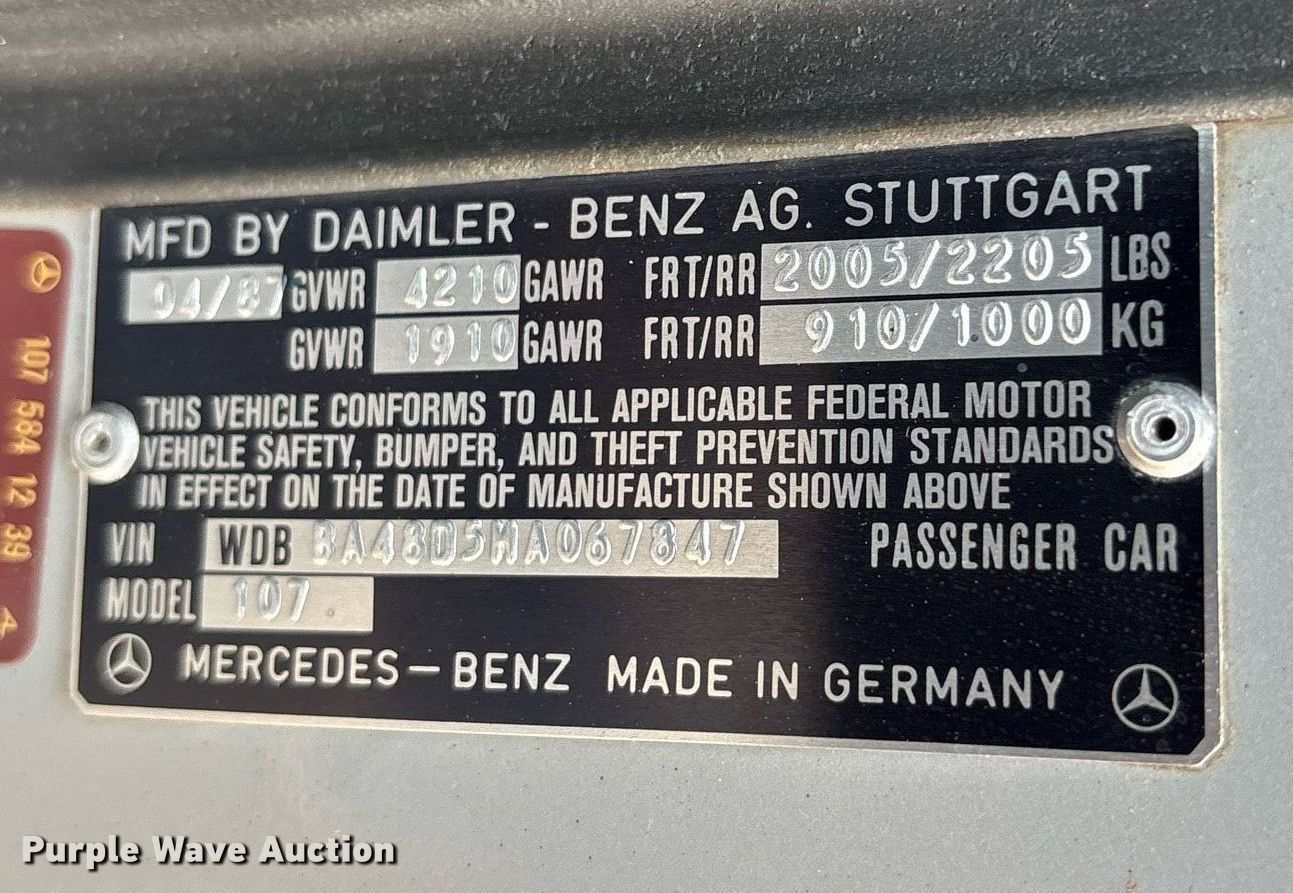 MFD BY DAIMLER - BENZ AG. STUTTGART
04/87 GVWR 4210 GAWR FRT/RR 2005/2205 LBS
GVWR 1910 GAWR FRT/RR 910/1000 KG
THIS VEHICLE CONFORMS TO ALL APPLICABLE FEDERAL MOTOR
VEHICLE SAFETY, BUMPER, AND THEFT PREVENTION STANDARDS
IN EFFECT ON THE DATE OF MANUFACTURE SHOWN ABOVE
VIN WDB BA48D5HA067847 PASSENGER CAR
MODEL 107
MERCEDES-BENZ MADE IN GERMANY
107 584 12 39
Purple Wave Auction